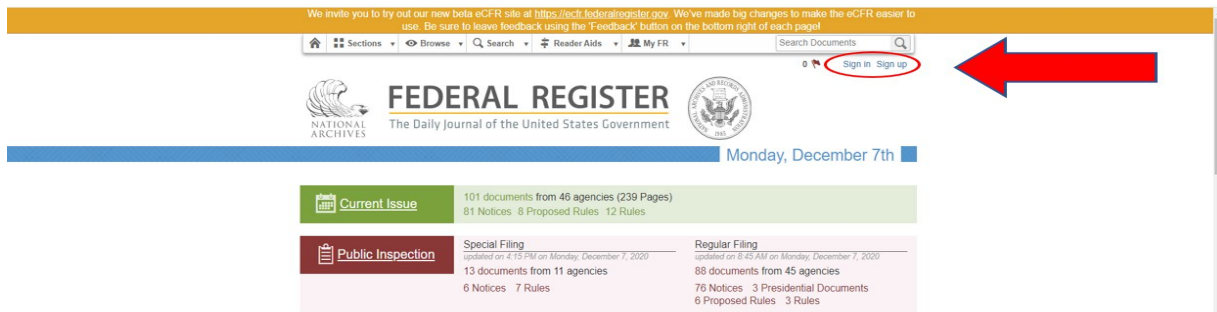 We invite you to try out our new beta eCFR site at https://ecfr.federalregister.gov. We've made big changes to make the eCFR easier to
use. Be sure to leave feedback using the 'Feedback' button on the bottom right of each page!
Sections Browse Search Reader Aids My FR Search Documents
0 Sign in Sign up
NATIONAL
ARCHIVES
FEDERAL REGISTER
The Daily Journal of the United States Government
1985
Monday, December 7th
Current Issue
101 documents from 46 agencies (239 Pages)
81 Notices 8 Proposed Rules 12 Rules
Public Inspection
Special Filing
updated on 4:15 PM on Monday, December 7, 2020
13 documents from 11 agencies
6 Notices 7 Rules
Regular Filing
updated on 8:45 AM on Monday, December 7, 2020
88 documents from 45 agencies
76 Notices 3 Presidential Documents
6 Proposed Rules 3 Rules